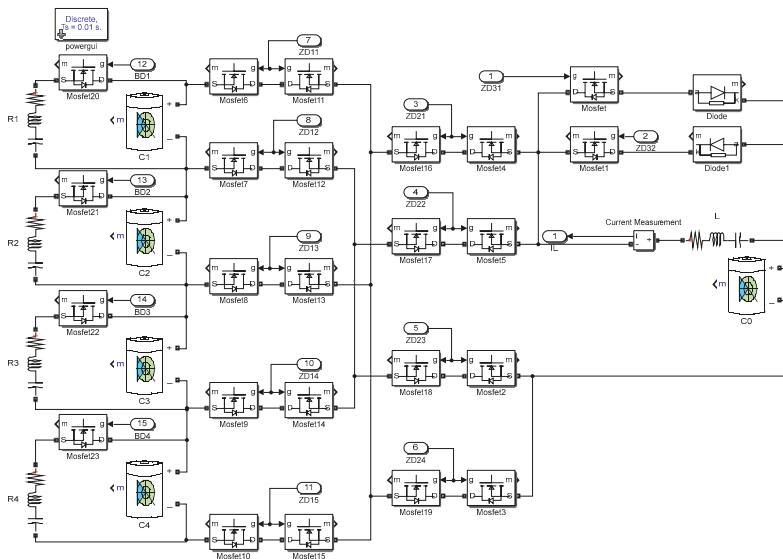 Discrete,
Ts = 0.01 s.
powergui
m g 12
S D BD1
Mosfet20
R1
m
+
_
C1
m g 13
S D BD2
Mosfet21
R2
m
+
_
C2
m g 14
S D BD3
Mosfet22
R3
m
+
_
C3
m g 15
S D BD4
Mosfet23
R4
m
+
_
C4
m g 7 g m
S D ZD11 D S
Mosfet6 Mosfet11
m g 8 g m
S D ZD12 D S
Mosfet7 Mosfet12
m g 9 g m
S D ZD13 D S
Mosfet8 Mosfet13
m g 10 g m
S D ZD14 D S
Mosfet9 Mosfet14
m g 11 g m
S D ZD15 D S
Mosfet10 Mosfet15
m g 3 g m
S D ZD21 D S
Mosfet16 Mosfet4
m g 4 g m
S D ZD22 D S
Mosfet17 Mosfet5
m g 5 g m
S D ZD23 D S
Mosfet18 Mosfet2
m g 6 g m
S D ZD24 D S
Mosfet19 Mosfet3
1 g m
ZD31 D S
Mosfet
m
a k
Diode
m g 2
S D ZD32
Mosfet1
m
k a
Diode1
1
IL
Current Measurement
i
- +
L
m
+
_
C0